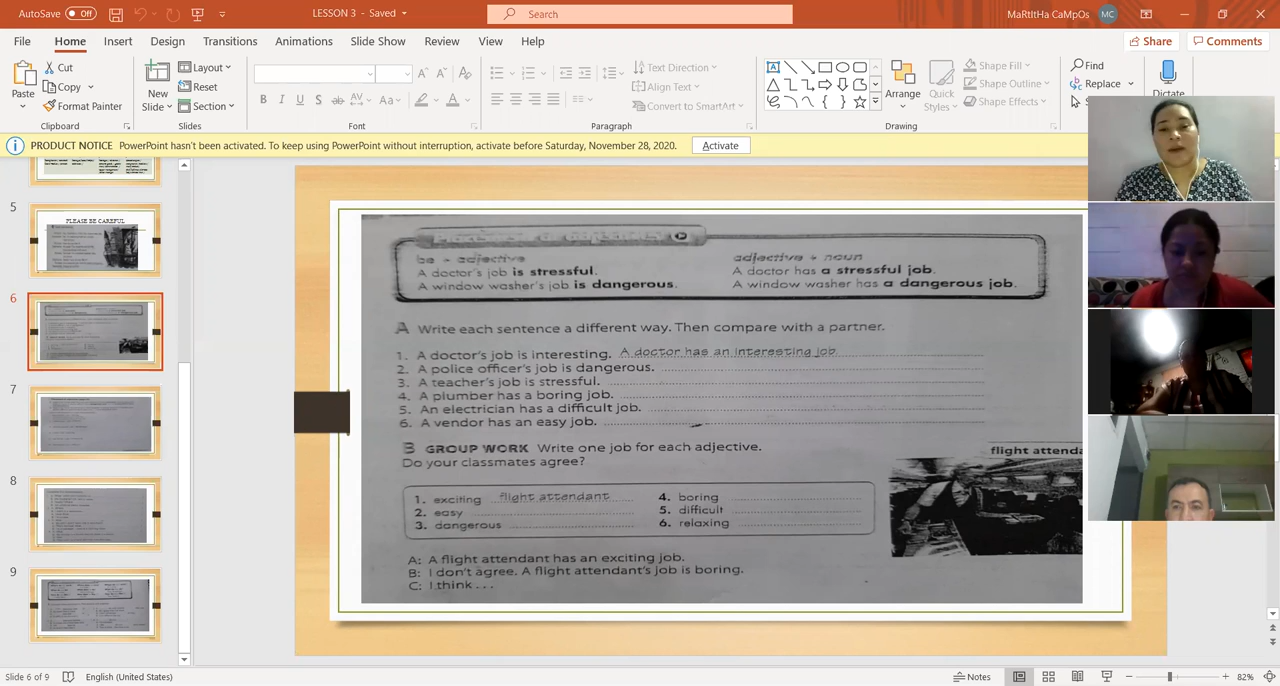 AutoSave Off LESSON 3 - Saved Search MaRtItHa CaMpOs MC
File Home Insert Design Transitions Animations Slide Show Review View Help Share Comments
Paste Cut Copy Format Painter
New Slide Layout Reset Section
B I U S ab AV Aa A
Text Direction Align Text Convert to SmartArt
Arrange Quick Styles Shape Fill Shape Outline Shape Effects
Find Replace Dictate
Clipboard Slides Font Paragraph Drawing
PRODUCT NOTICE PowerPoint hasn't been activated. To keep using PowerPoint without interruption, activate before Saturday, November 28, 2020. Activate
5
PLEASE BE CAREFUL
6
7
8
9
be + adjective
A doctor's job is stressful.
A window washer's job is dangerous.
adjective + noun
A doctor has a stressful job.
A window washer has a dangerous job.
A Write each sentence a different way. Then compare with a partner.
1. A doctor's job is interesting. A doctor has an interesting job.
2. A police officer's job is dangerous.
3. A teacher's job is stressful.
4. A plumber has a boring job.
5. An electrician has a difficult job.
6. A vendor has an easy job.
B GROUP WORK Write one job for each adjective.
Do your classmates agree?
flight attenda
1. exciting flight attendant
2. easy
3. dangerous
4. boring
5. difficult
6. relaxing
A: A flight attendant has an exciting job.
B: I don't agree. A flight attendant's job is boring.
C: I think . . .
Slide 6 of 9 English (United States) Notes 82%